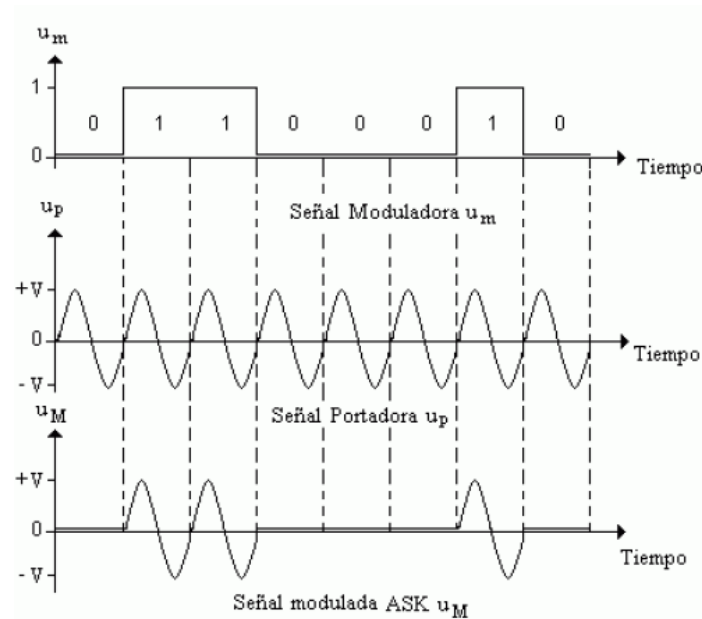 u_m
1
0 1 1 0 0 0 1 0
0
Tiempo
Señal Moduladora u_m
u_p
+V
0
Tiempo
-V
u_M
Señal Portadora u_p
+V
0
Tiempo
-V
Señal modulada ASK u_M